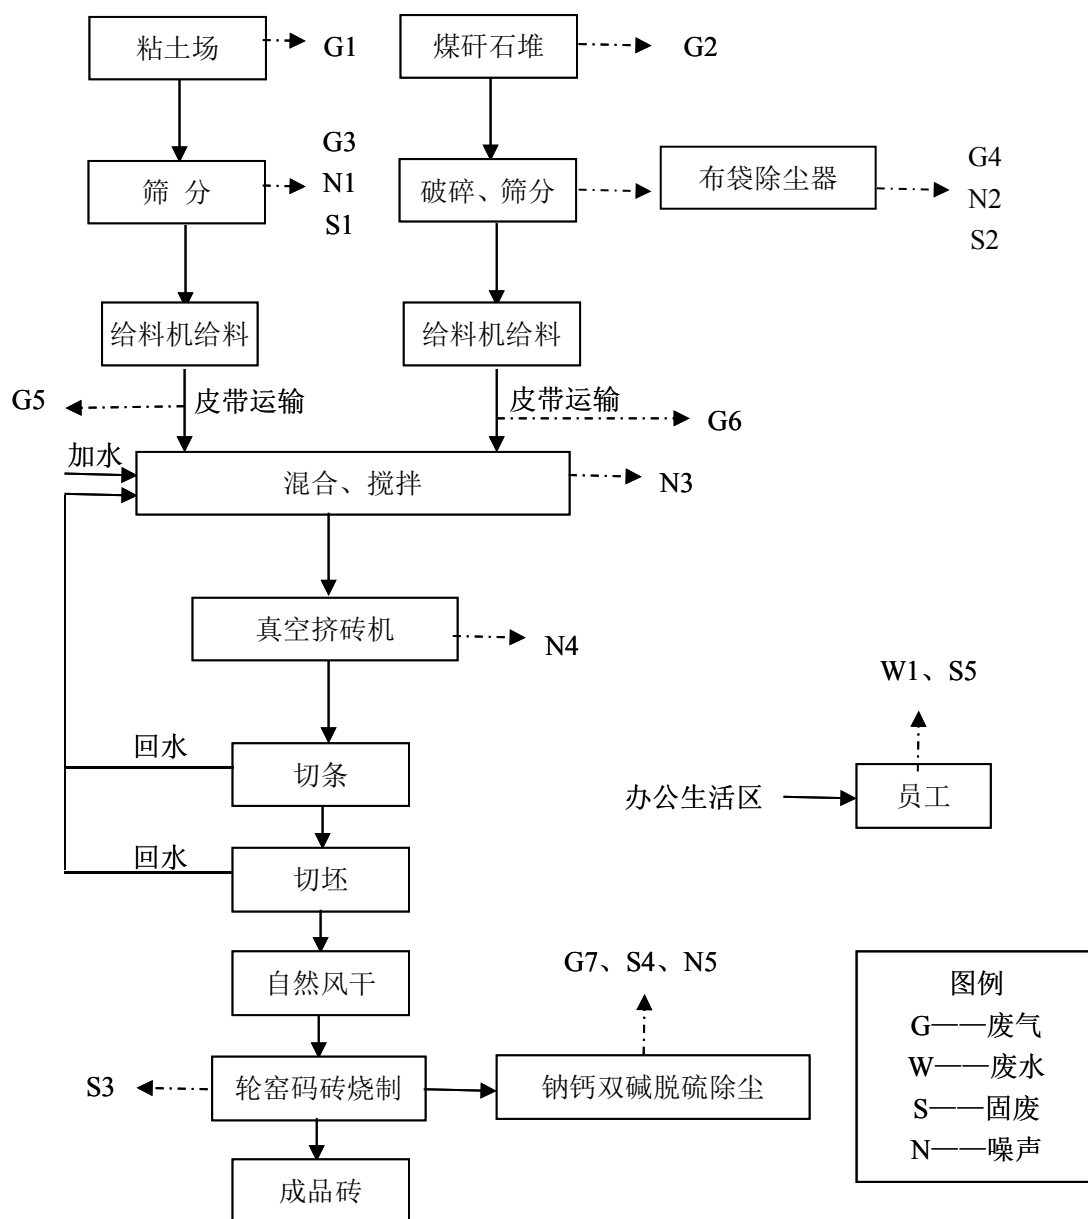 粘土场
G1
煤矸石堆
G2
筛 分
G3
N1
S1
破碎、筛分
布袋除尘器
G4
N2
S2
给料机给料
给料机给料
G5
皮带运输
皮带运输
G6
加水
混合、搅拌
N3
真空挤砖机
N4
W1、S5
回水
切条
办公生活区
员工
回水
切坯
自然风干
G7、S4、N5
S3
轮窑码砖烧制
钠钙双碱脱硫除尘
成品砖
图例
G——废气
W——废水
S——固废
N——噪声